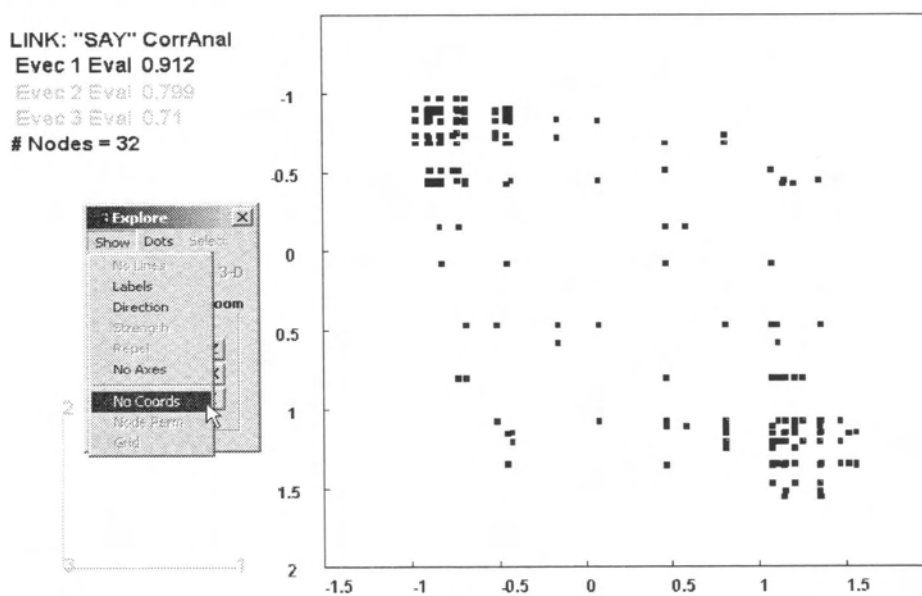 LINK: "SAY" CorrAnal
Evec 1 Eval 0.912
Evec 2 Eval 0.799
Evec 3 Eval 0.71
# Nodes = 32
Explore
Show Dots Select
No Lines
3-D
Labels
Direction
oom
Strength
Repel
No Axes
No Coords
Node Perm
Grid
2
3
1
-1
-0.5
0
0.5
1
1.5
2
-1.5 -1 -0.5 0 0.5 1 1.5